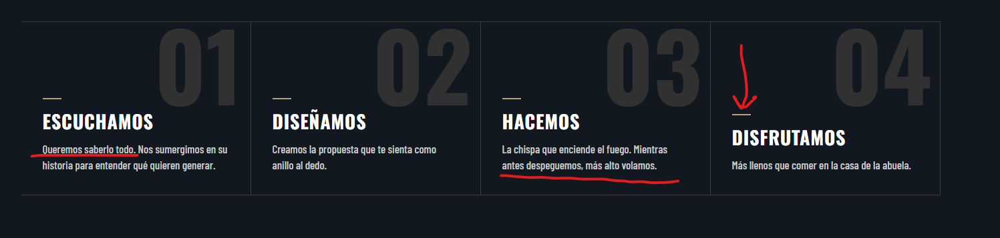 01
ESCUCHAMOS
Queremos saberlo todo. Nos sumergimos en su
historia para entender qué quieren generar.
02
DISEÑAMOS
Creamos la propuesta que te sienta como
anillo al dedo.
03
HACEMOS
La chispa que enciende el fuego. Mientras
antes despeguemos, más alto volamos.
04
DISFRUTAMOS
Más llenos que comer en la casa de la abuela.